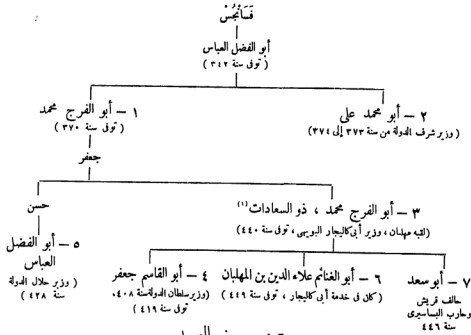 فَسَانْجُسْ
أبو الفضل العباس
( توفى سنة ٣٤٢ )
١ – أبو الفرج محمد
( توفى سنة ٣٧٠ )
٢ – أبو محمد على
( وزير شرف الدولة من سنة ٣٧٣ إلى ٣٧٤ )
جعفر
٣ – أبو الفرج محمد ، ذو السعادات (١)
( لقبه مهلبان ، وزير أبى كاليجار البويهى ، توفى سنة ٤٤٠ )
حسن
٥ – أبو الفضل
العباس
( وزير جلال الدولة
سنة ٤٢٨ )
٧ – أبو سعد
حالف قريش
وحارب البساسيرى
سنة ٤٤٦
٦ – أبو الغنائم علاء الدين بن المهلبان
( كان فى خدمة أبى كاليجار ، توفى سنة ٤٤٩ )
٤ – أبو القاسم جعفر
( وزير سلطان الدولة سنة ٤٠٨،
توفى سنة ٤١٩ )